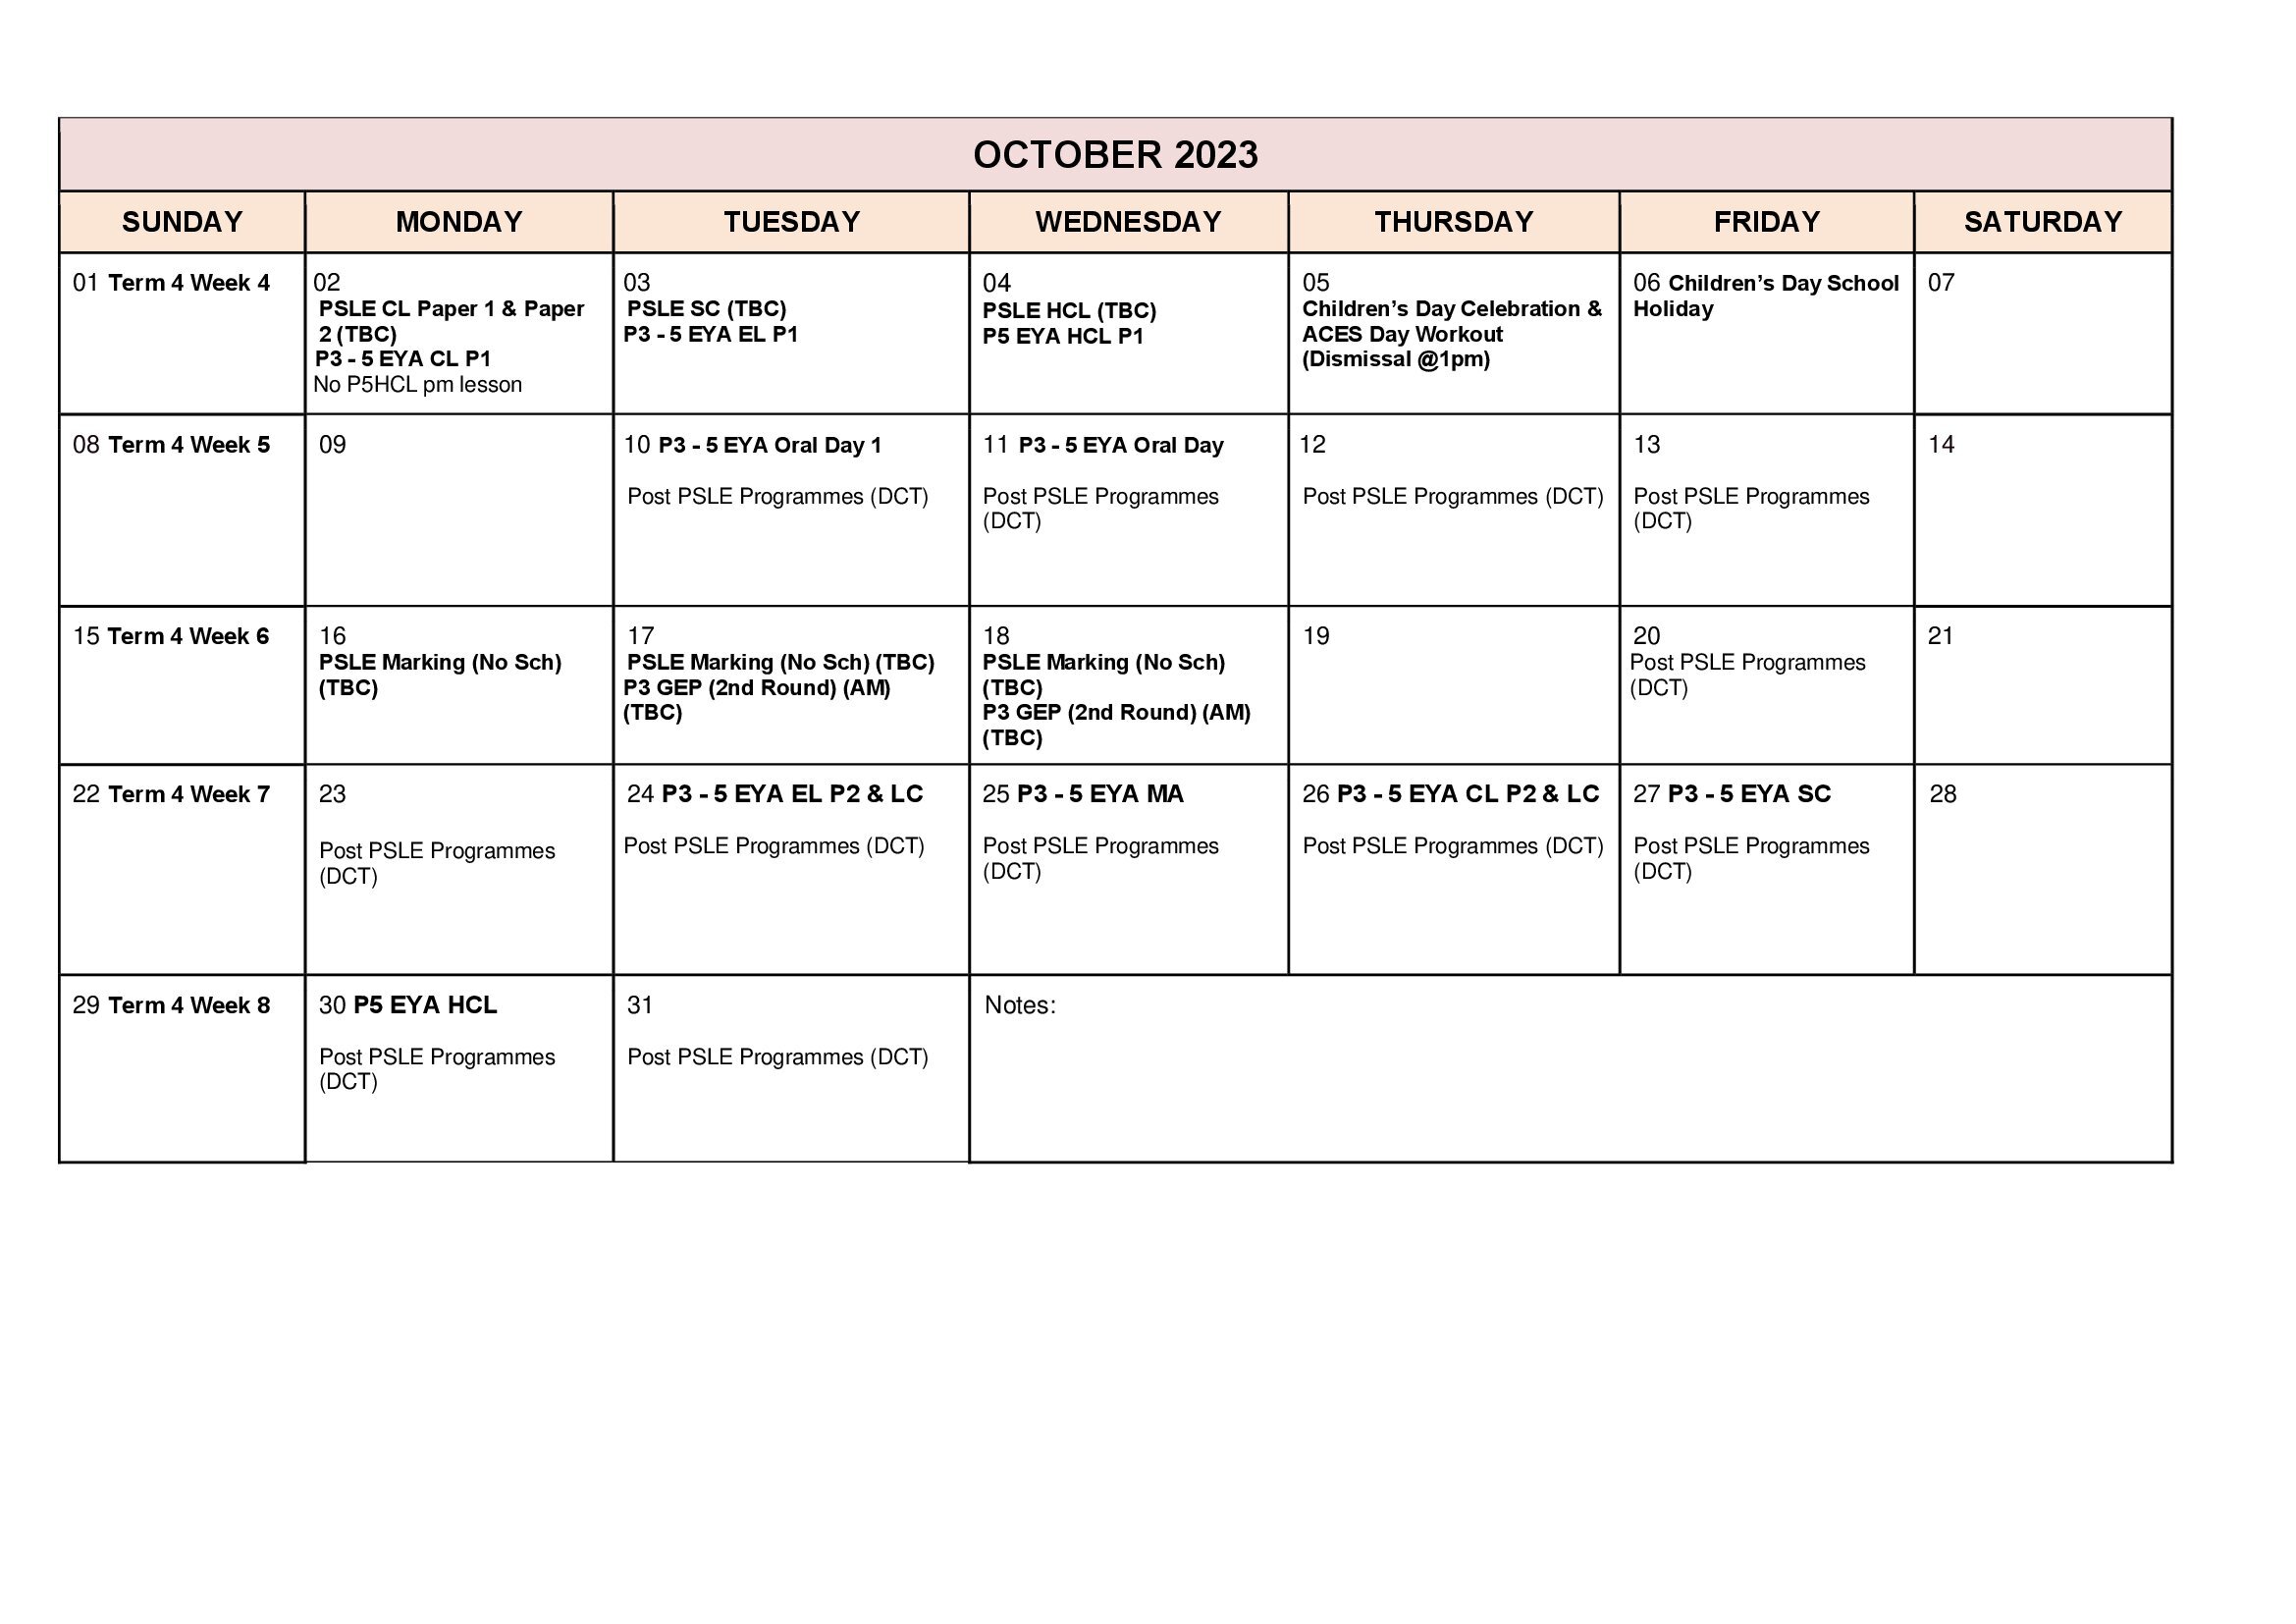 OCTOBER 2023
SUNDAY MONDAY TUESDAY WEDNESDAY THURSDAY FRIDAY SATURDAY
01 Term 4 Week 4
02
PSLE CL Paper 1 & Paper
2 (TBC)
P3 - 5 EYA CL P1
No P5HCL pm lesson
03
PSLE SC (TBC)
P3 - 5 EYA EL P1
04
PSLE HCL (TBC)
P5 EYA HCL P1
05
Children’s Day Celebration &
ACES Day Workout
(Dismissal @1pm)
06 Children’s Day School
Holiday
07
08 Term 4 Week 5
09
10 P3 - 5 EYA Oral Day 1
Post PSLE Programmes (DCT)
11 P3 - 5 EYA Oral Day
Post PSLE Programmes
(DCT)
12
Post PSLE Programmes (DCT)
13
Post PSLE Programmes
(DCT)
14
15 Term 4 Week 6
16
PSLE Marking (No Sch)
(TBC)
17
PSLE Marking (No Sch) (TBC)
P3 GEP (2nd Round) (AM)
(TBC)
18
PSLE Marking (No Sch)
(TBC)
P3 GEP (2nd Round) (AM)
(TBC)
19
20
Post PSLE Programmes
(DCT)
21
22 Term 4 Week 7
23
Post PSLE Programmes
(DCT)
24 P3 - 5 EYA EL P2 & LC
Post PSLE Programmes (DCT)
25 P3 - 5 EYA MA
Post PSLE Programmes
(DCT)
26 P3 - 5 EYA CL P2 & LC
Post PSLE Programmes (DCT)
27 P3 - 5 EYA SC
Post PSLE Programmes
(DCT)
28
29 Term 4 Week 8
30 P5 EYA HCL
Post PSLE Programmes
(DCT)
31
Post PSLE Programmes (DCT)
Notes: